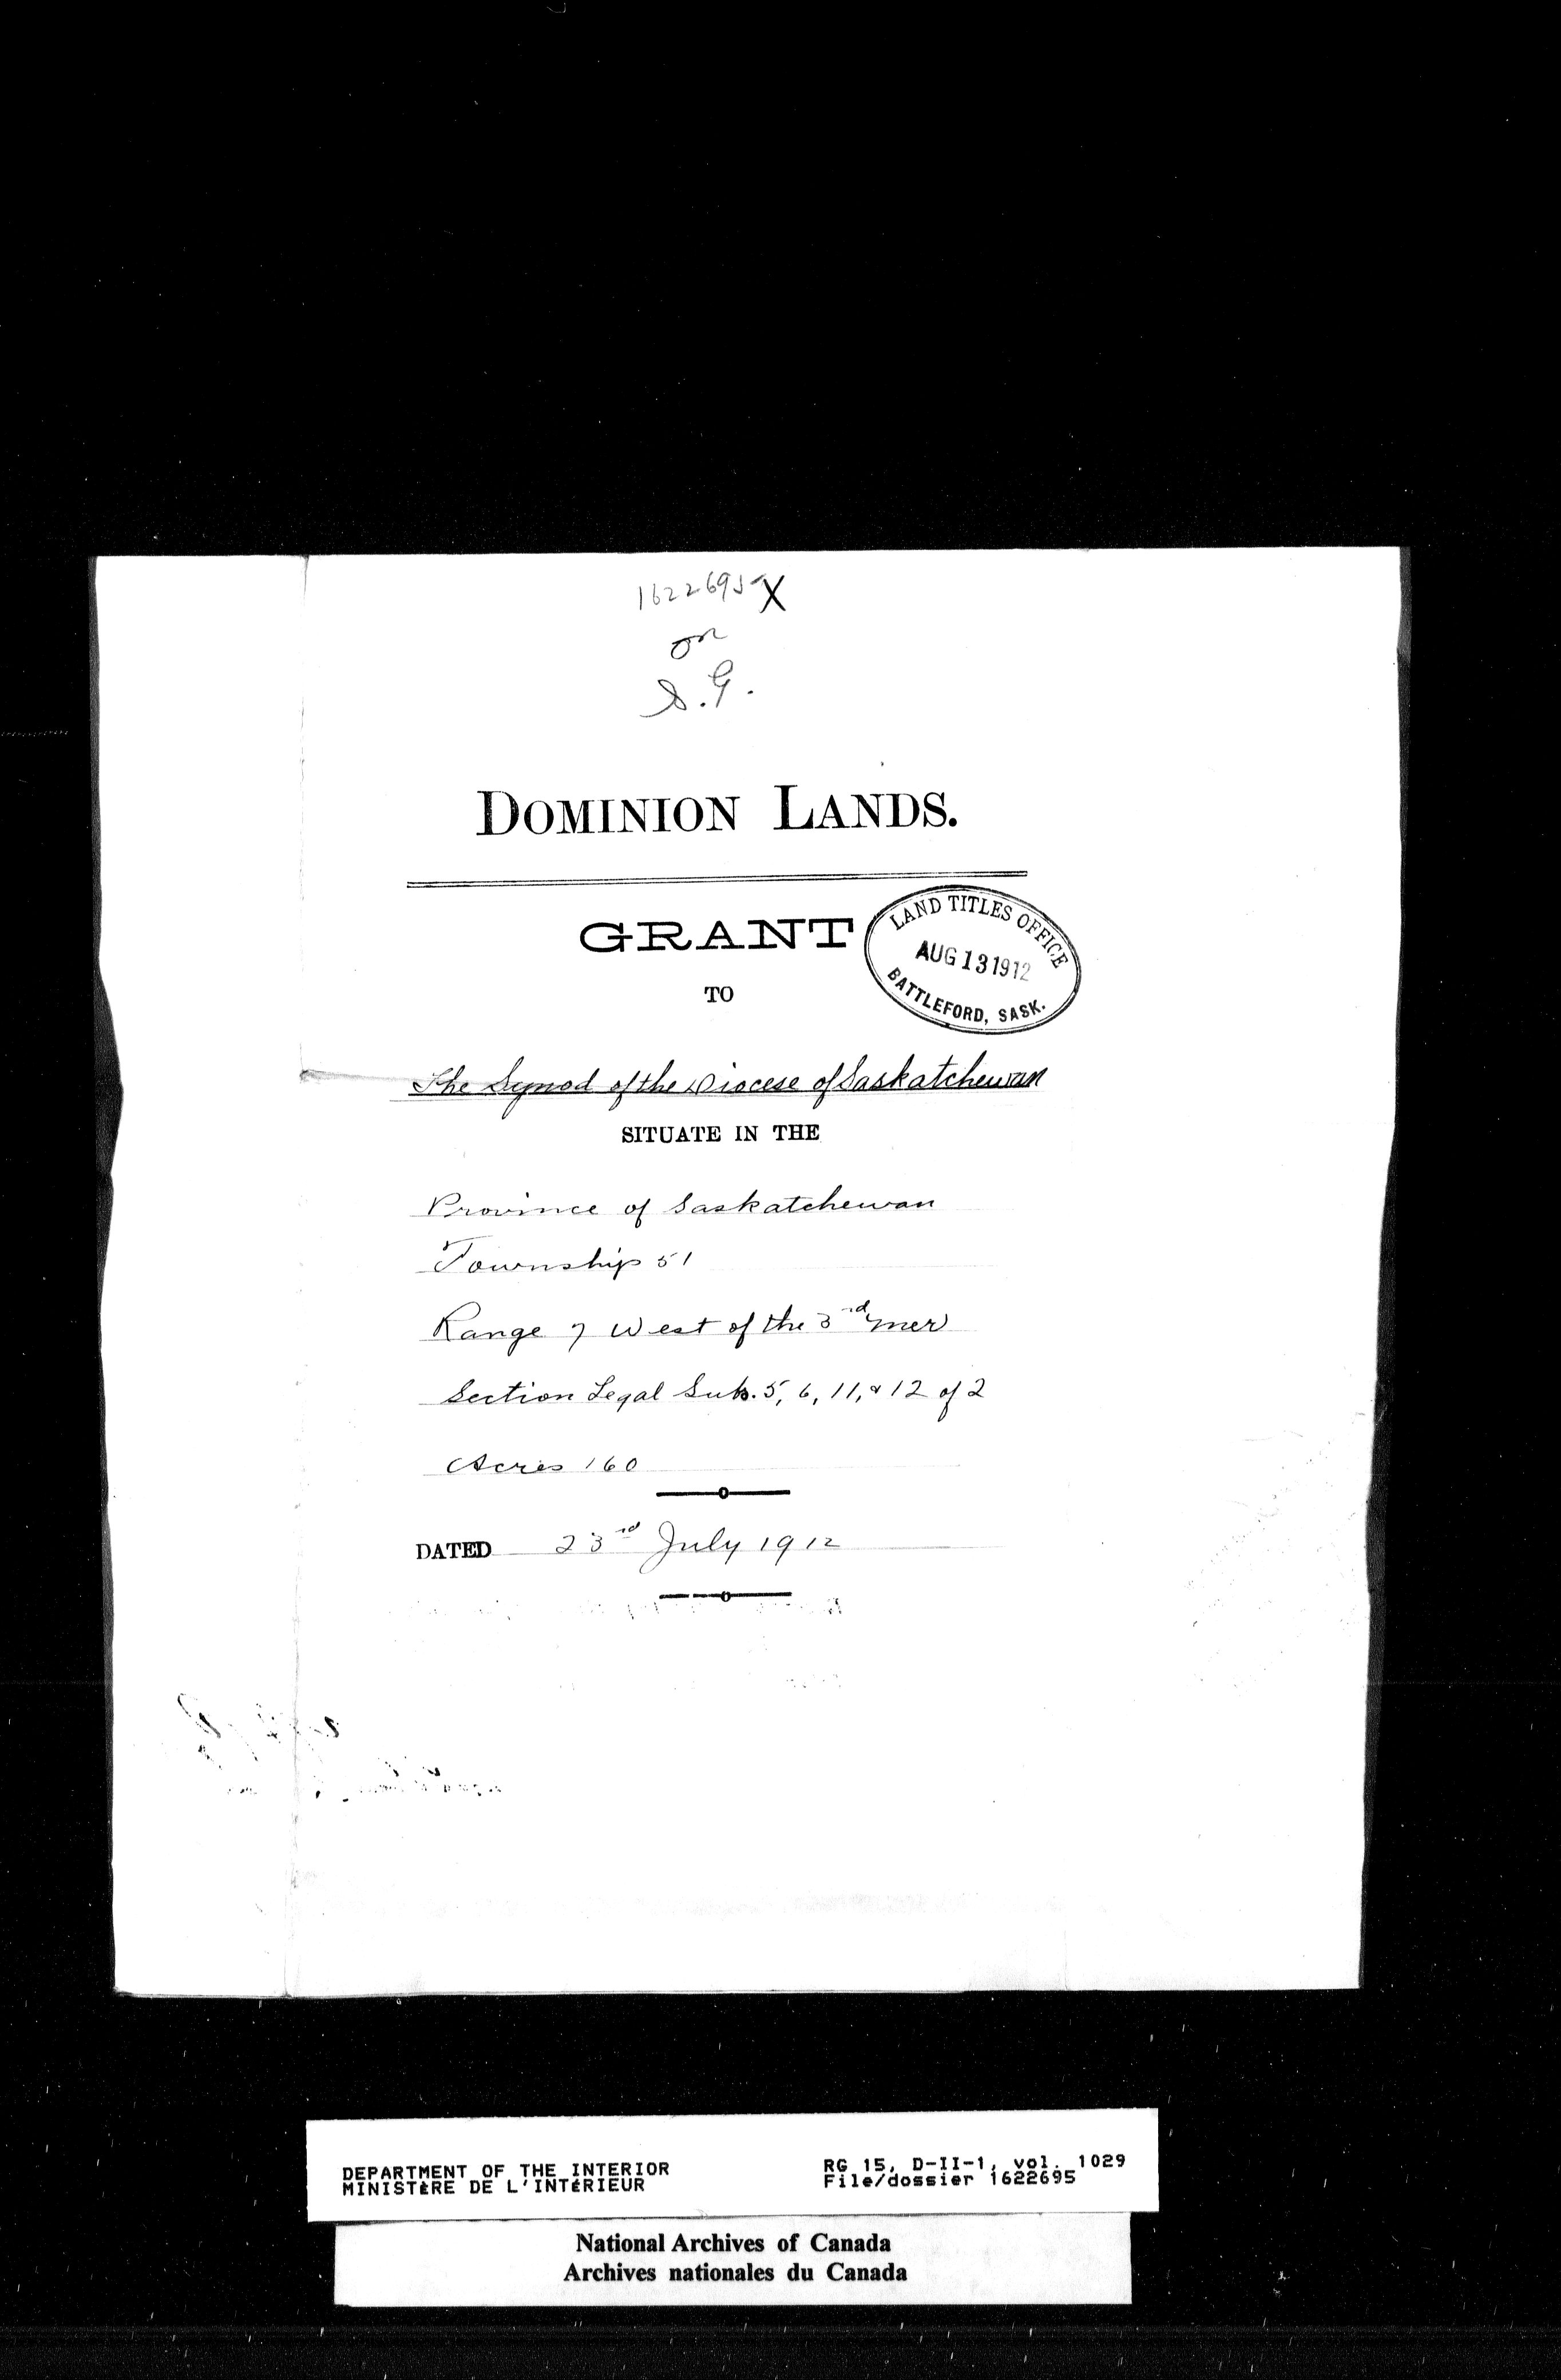 1622695 X
on
S.G.
DOMINION LANDS.
GRANT
LAND TITLES OFFICE
AUG 13 1912
BATTLEFORD, SASK.
TO
The Synod of the Diocese of Saskatchewan
SITUATE IN THE
Province of Saskatchewan
Township 51
Range 7 West of the 3rd Mer
Section Legal Sub. 5, 6, 11, & 12 of 2
Acres 160
DATED 23rd July 1912
DEPARTMENT OF THE INTERIOR
MINISTÈRE DE L'INTÉRIEUR
RG 15, D-II-1, vol. 1029
File/dossier 1622695
National Archives of Canada
Archives nationales du Canada